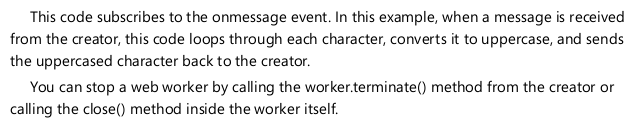 This code subscribes to the onmessage event. In this example, when a message is received
from the creator, this code loops through each character, converts it to uppercase, and sends
the uppercased character back to the creator.
You can stop a web worker by calling the worker.terminate() method from the creator or
calling the close() method inside the worker itself.